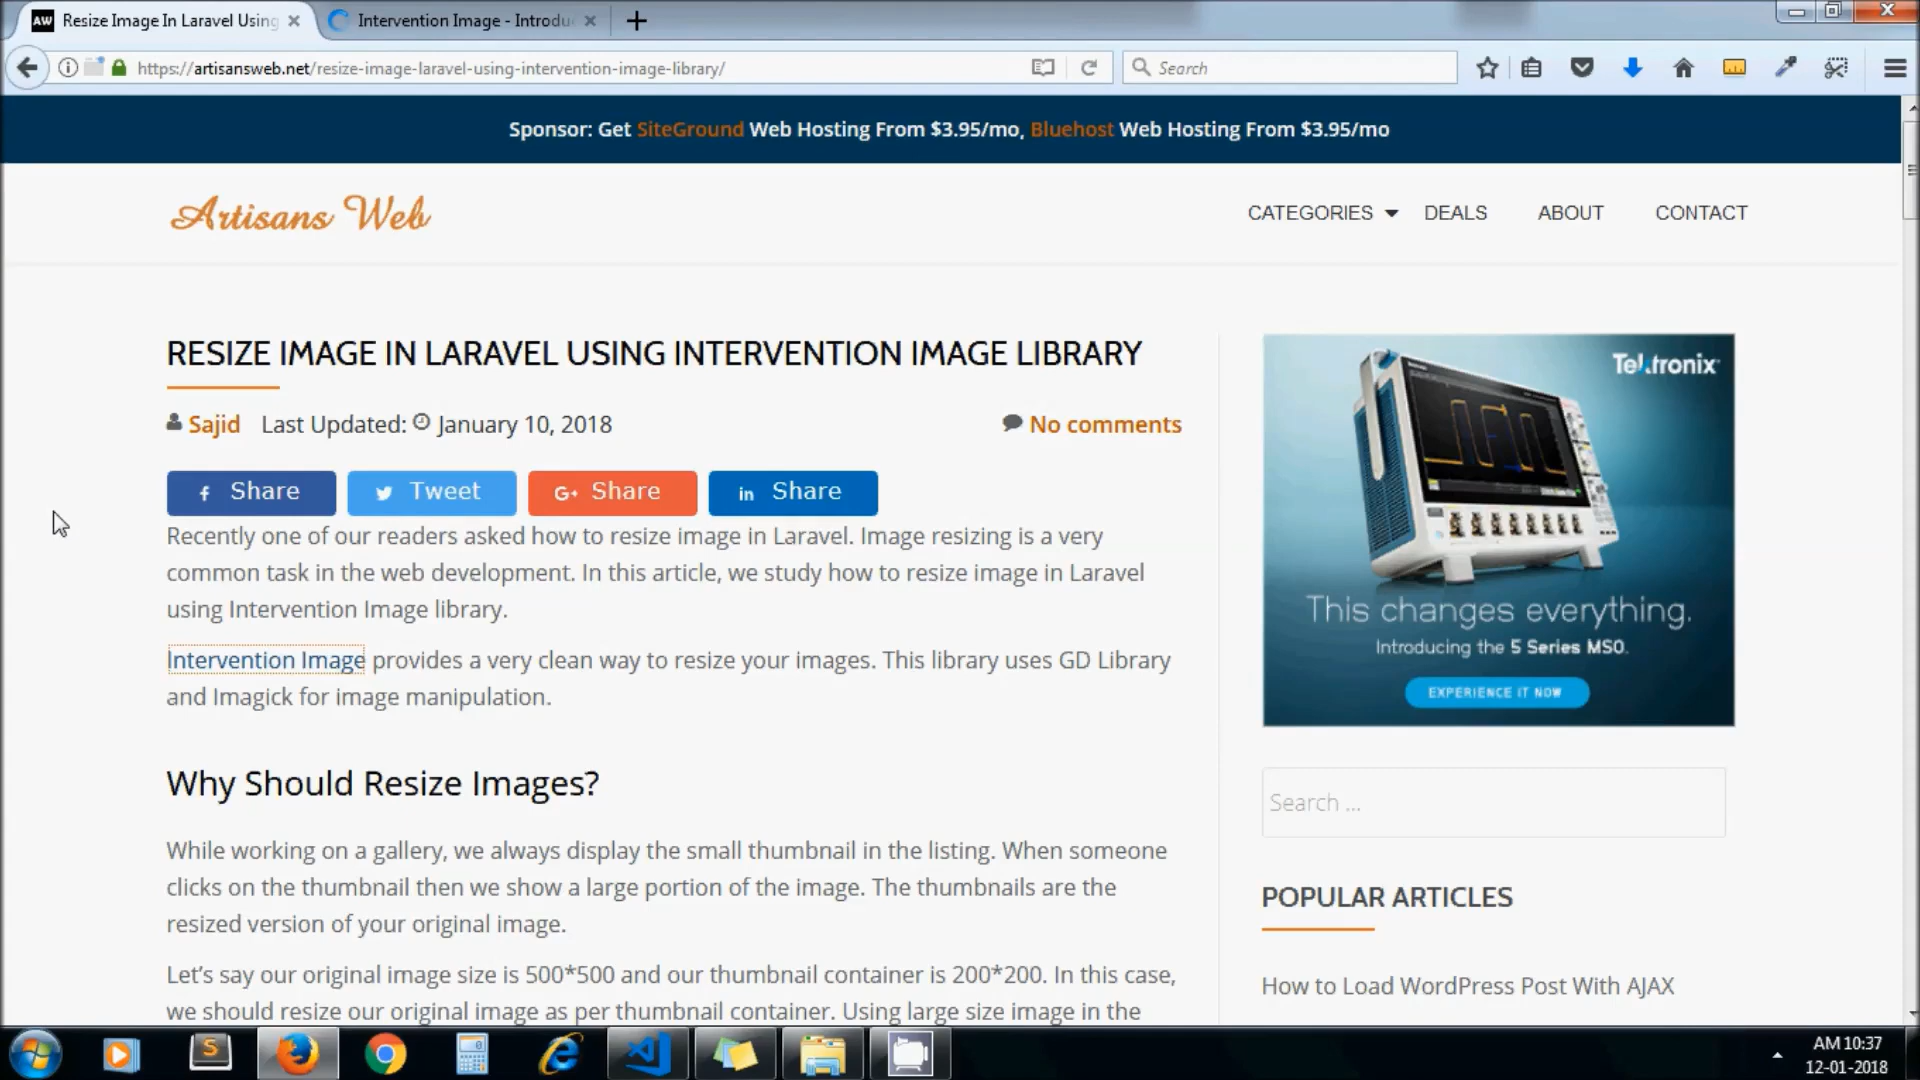 AW Resize Image In Laravel Using
Intervention Image - Introdu
https://artisansweb.net/resize-image-laravel-using-intervention-image-library/
Search
Sponsor: Get SiteGround Web Hosting From $3.95/mo, Bluehost Web Hosting From $3.95/mo
Artisans Web
CATEGORIES
DEALS
ABOUT
CONTACT
RESIZE IMAGE IN LARAVEL USING INTERVENTION IMAGE LIBRARY
Sajid Last Updated: January 10, 2018
No comments
f Share
Tweet
G+ Share
in Share
Recently one of our readers asked how to resize image in Laravel. Image resizing is a very
common task in the web development. In this article, we study how to resize image in Laravel
using Intervention Image library.
Intervention Image provides a very clean way to resize your images. This library uses GD Library
and Imagick for image manipulation.
Why Should Resize Images?
While working on a gallery, we always display the small thumbnail in the listing. When someone
clicks on the thumbnail then we show a large portion of the image. The thumbnails are the
resized version of your original image.
Let's say our original image size is 500*500 and our thumbnail container is 200*200. In this case,
we should resize our original image as per thumbnail container. Using large size image in the
Tektronix
This changes everything.
Introducing the 5 Series MSO.
EXPERIENCE IT NOW
Search ...
POPULAR ARTICLES
How to Load WordPress Post With AJAX
AM 10:37
12-01-2018